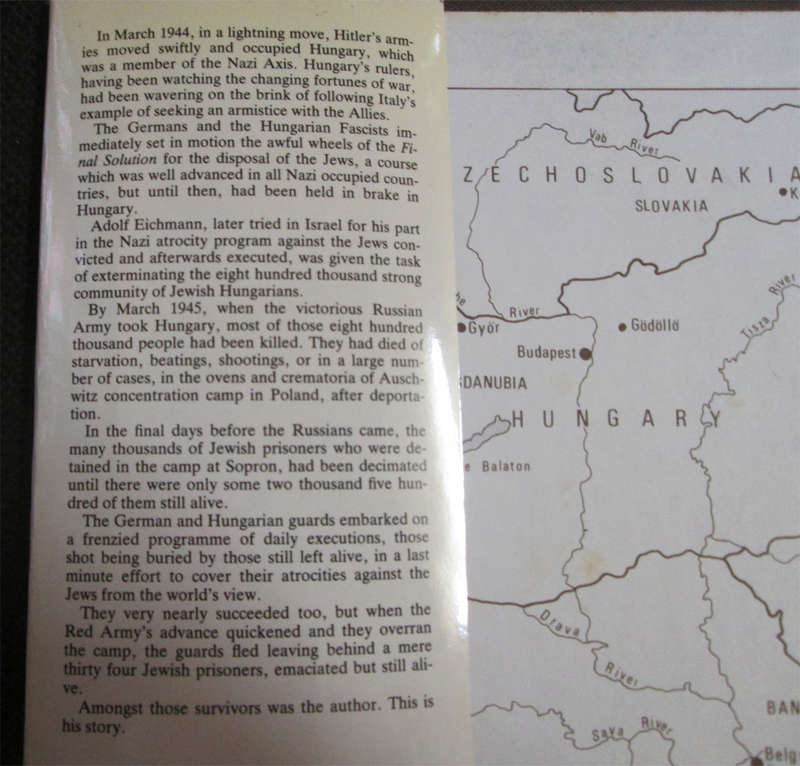 In March 1944, in a lightning move, Hitler's arm-
ies moved swiftly and occupied Hungary, which
was a member of the Nazi Axis. Hungary's rulers,
having been watching the changing fortunes of war,
had been wavering on the brink of following Italy's
example of seeking an armistice with the Allies.
The Germans and the Hungarian Fascists im-
mediately set in motion the awful wheels of the Fi-
nal Solution for the disposal of the Jews, a course
which was well advanced in all Nazi occupied coun-
tries, but until then, had been held in brake in
Hungary.
Adolf Eichmann, later tried in Israel for his part
in the Nazi atrocity program against the Jews con-
victed and afterwards executed, was given the task
of exterminating the eight hundred thousand strong
community of Jewish Hungarians.
By March 1945, when the victorious Russian
Army took Hungary, most of those eight hundred
thousand people had been killed. They had died of
starvation, beatings, shootings, or in a large num-
ber of cases, in the ovens and crematoria of Ausch-
witz concentration camp in Poland, after deporta-
tion.
In the final days before the Russians came, the
many thousands of Jewish prisoners who were de-
tained in the camp at Sopron, had been decimated
until there were only some two thousand five hun-
dred of them still alive.
The German and Hungarian guards embarked on
a frenzied programme of daily executions, those
shot being buried by those still left alive, in a last
minute effort to cover their atrocities against the
Jews from the world's view.
They very nearly succeeded too, but when the
Red Army's advance quickened and they overran
the camp, the guards fled leaving behind a mere
thirty four Jewish prisoners, emaciated but still ali-
ve.
Amongst those survivors was the author. This is
his story.
Vab River
ZECHOSLOVAKIA
SLOVAKIA
K
River
River
Tisza
Györ
Gödöllö
Budapest
SDANUBIA
HUNGARY
e Balaton
Drava
River
BAN
Sava River
Belg